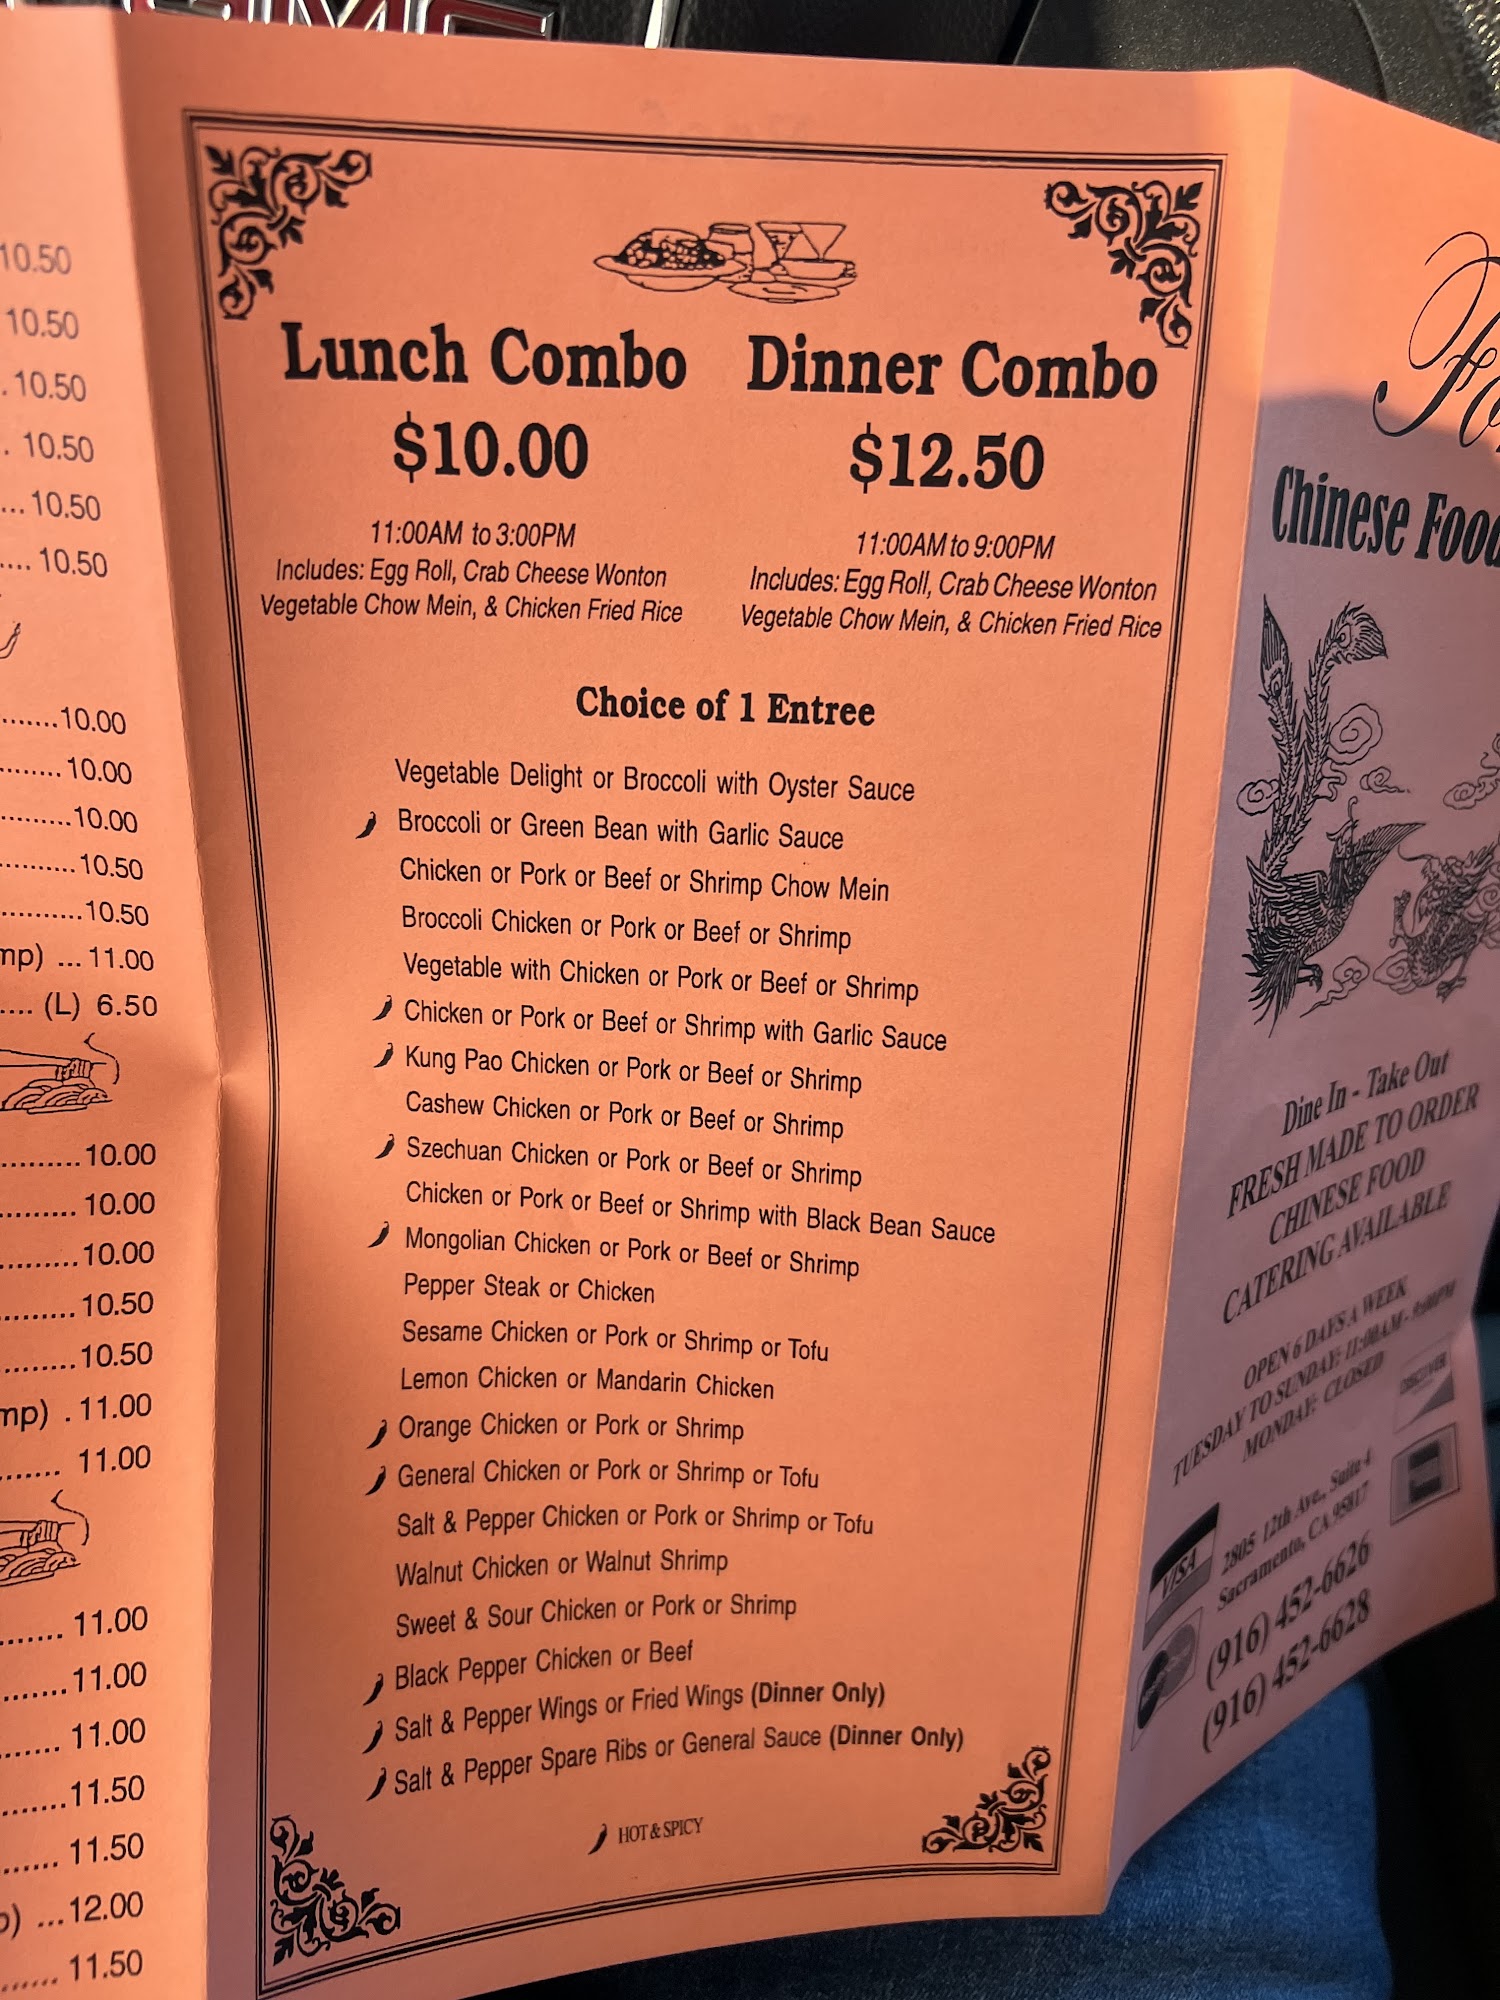 10.50
10.50
. 10.50
. 10.50
... 10.50
.... 10.50
.......10.00
........10.00
.........10.00
..........10.50
..........10.50
mp) ... 11.00
.... (L) 6.50
..........10.00
......... 10.00
..........10.00
.........10.50
.........10.50
mp) . 11.00
....... 11.00
....... 11.00
........11.00
....... 11.00
........11.50
....... 11.50
) ...12.00
...... 11.50
Lunch Combo
$10.00
11:00AM to 3:00PM
Includes: Egg Roll, Crab Cheese Wonton
Vegetable Chow Mein, & Chicken Fried Rice
Dinner Combo
$12.50
11:00AM to 9:00PM
Includes: Egg Roll, Crab Cheese Wonton
Vegetable Chow Mein, & Chicken Fried Rice
Choice of 1 Entree
Vegetable Delight or Broccoli with Oyster Sauce
Broccoli or Green Bean with Garlic Sauce
Chicken or Pork or Beef or Shrimp Chow Mein
Broccoli Chicken or Pork or Beef or Shrimp
Vegetable with Chicken or Pork or Beef or Shrimp
Chicken or Pork or Beef or Shrimp with Garlic Sauce
Kung Pao Chicken or Pork or Beef or Shrimp
Cashew Chicken or Pork or Beef or Shrimp
Szechuan Chicken or Pork or Beef or Shrimp
Chicken or Pork or Beef or Shrimp with Black Bean Sauce
Mongolian Chicken or Pork or Beef or Shrimp
Pepper Steak or Chicken
Sesame Chicken or Pork or Shrimp or Tofu
Lemon Chicken or Mandarin Chicken
Orange Chicken or Pork or Shrimp
General Chicken or Pork or Shrimp or Tofu
Salt & Pepper Chicken or Pork or Shrimp or Tofu
Walnut Chicken or Walnut Shrimp
Sweet & Sour Chicken or Pork or Shrimp
Black Pepper Chicken or Beef
Salt & Pepper Wings or Fried Wings (Dinner Only)
Salt & Pepper Spare Ribs or General Sauce (Dinner Only)
HOT & SPICY
Chinese Food
Dine In - Take Out
FRESH MADE TO ORDER
CHINESE FOOD
CATERING AVAILABLE
OPEN 6 DAYS A WEEK
TUESDAY TO SUNDAY: 11:00AM - 9:00PM
MONDAY: CLOSED
DISCOVER
VISA
2805 12th Ave., Suite 4
Sacramento, CA 95817
(916) 452-6626
(916) 452-6628